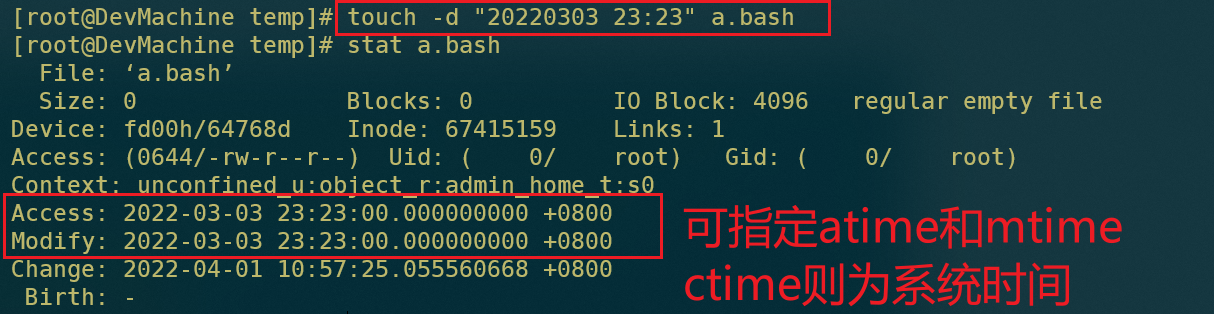 [root@DevMachine temp]# touch -d "20220303 23:23" a.bash
[root@DevMachine temp]# stat a.bash
  File: ‘a.bash’
  Size: 0               Blocks: 0          IO Block: 4096   regular empty file
Device: fd00h/64768d    Inode: 67415159    Links: 1
Access: (0644/-rw-r--r--)  Uid: (    0/    root)   Gid: (    0/    root)
Context: unconfined_u:object_r:admin_home_t:s0
Access: 2022-03-03 23:23:00.000000000 +0800
Modify: 2022-03-03 23:23:00.000000000 +0800
Change: 2022-04-01 10:57:25.055560668 +0800
 Birth: -
可指定atime和mtime
ctime则为系统时间